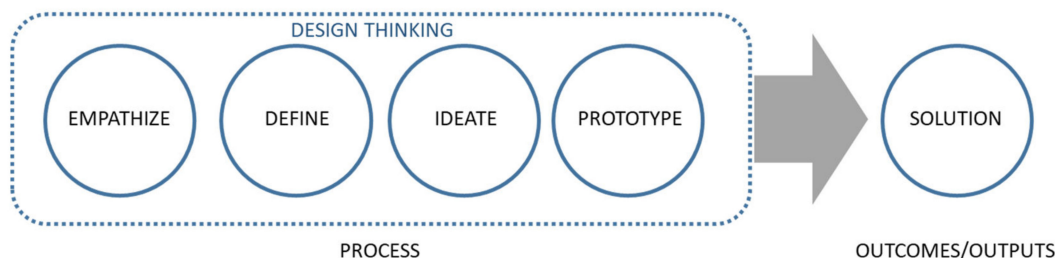 DESIGN THINKING
EMPATHIZE
DEFINE
IDEATE
PROTOTYPE
SOLUTION
PROCESS
OUTCOMES/OUTPUTS